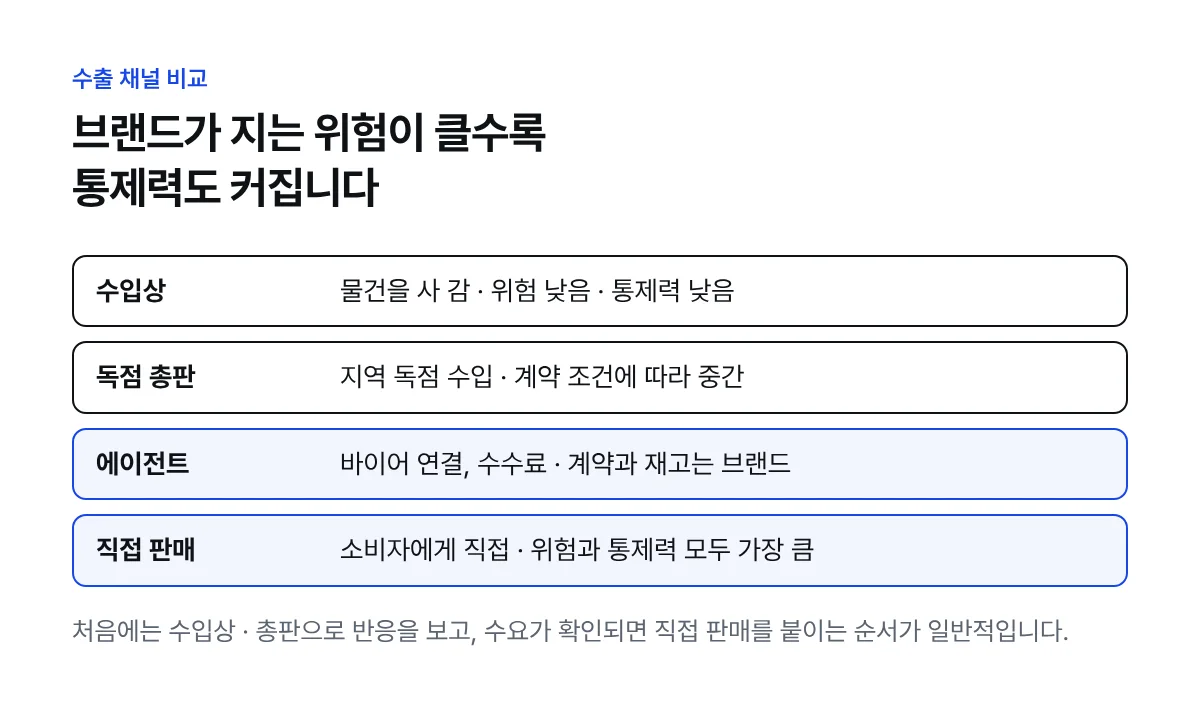 수출 채널 비교
브랜드가 지는 위험이 클수록
통제력도 커집니다
수입상 물건을 사 감 · 위험 낮음 · 통제력 낮음
독점 총판 지역 독점 수입 · 계약 조건에 따라 중간
에이전트 바이어 연결, 수수료 · 계약과 재고는 브랜드
직접 판매 소비자에게 직접 · 위험과 통제력 모두 가장 큼
처음에는 수입상 · 총판으로 반응을 보고, 수요가 확인되면 직접 판매를 붙이는 순서가 일반적입니다.